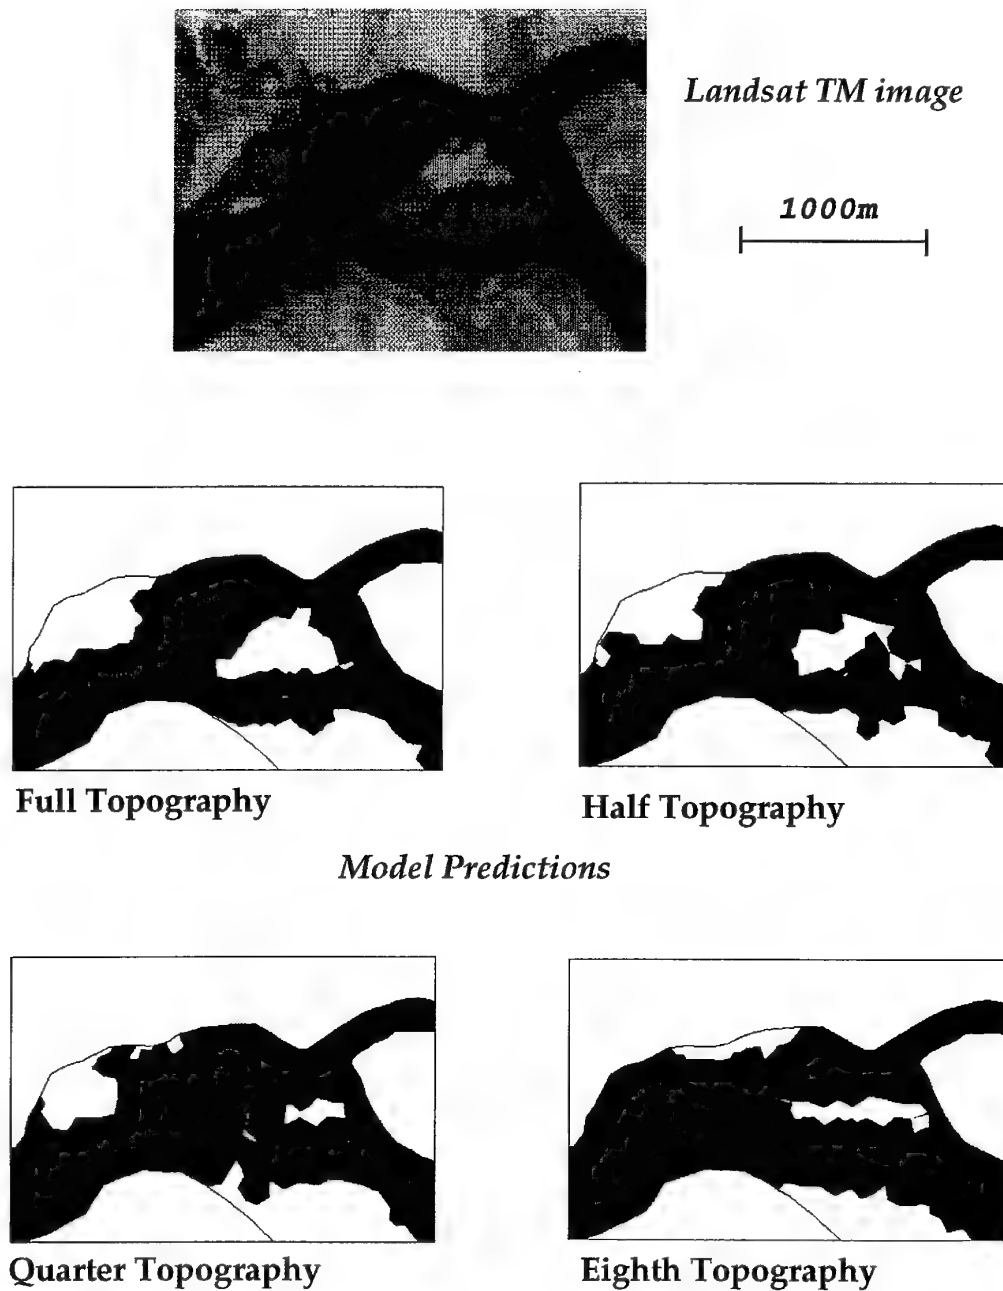 Landsat TM image
1000m
Full Topography
Half Topography
Model Predictions
Quarter Topography
Eighth Topography